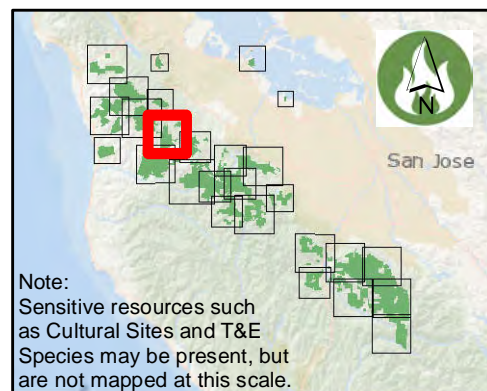 N
San Jose
Note:
Sensitive resources such
as Cultural Sites and T&E
Species may be present, but
are not mapped at this scale.